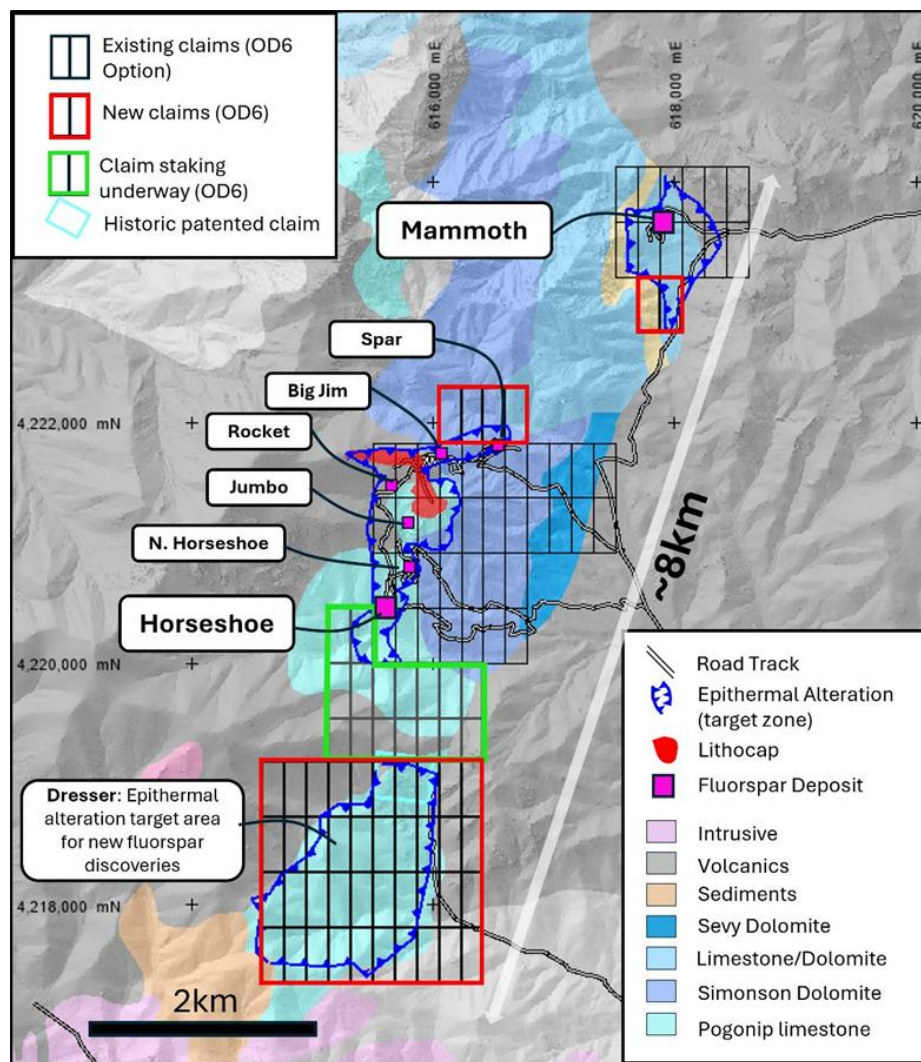 Existing claims (OD6
Option)
New claims (OD6)
Claim staking
underway (OD6)
Historic patented claim
616,000 mE
618,000 mE
Mammoth
Spar
Big Jim
4,222,000 mN
Rocket
Jumbo
N. Horseshoe
~8km
Horseshoe
4,220,000 mN
Dresser: Epithermal
alteration target area
for new fluorspar
discoveries
4,218,000 mN
2km
Road Track
Epithermal Alteration
(target zone)
Lithocap
Fluorspar Deposit
Intrusive
Volcanics
Sediments
Sevy Dolomite
Limestone/Dolomite
Simonson Dolomite
Pogonip limestone